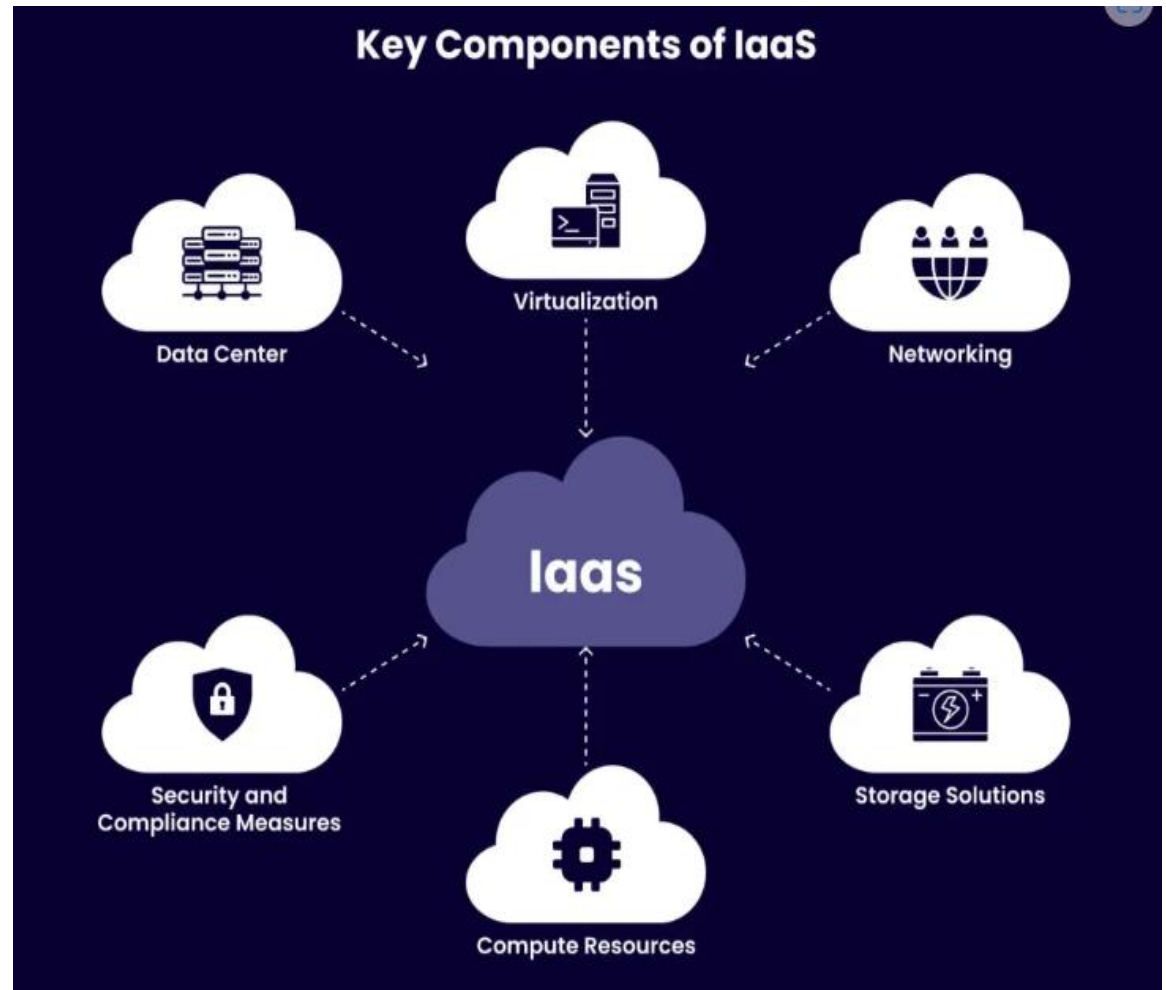 Key Components of IaaS
Virtualization
Data Center
Networking
Iaas
Security and
Compliance Measures
Storage Solutions
Compute Resources